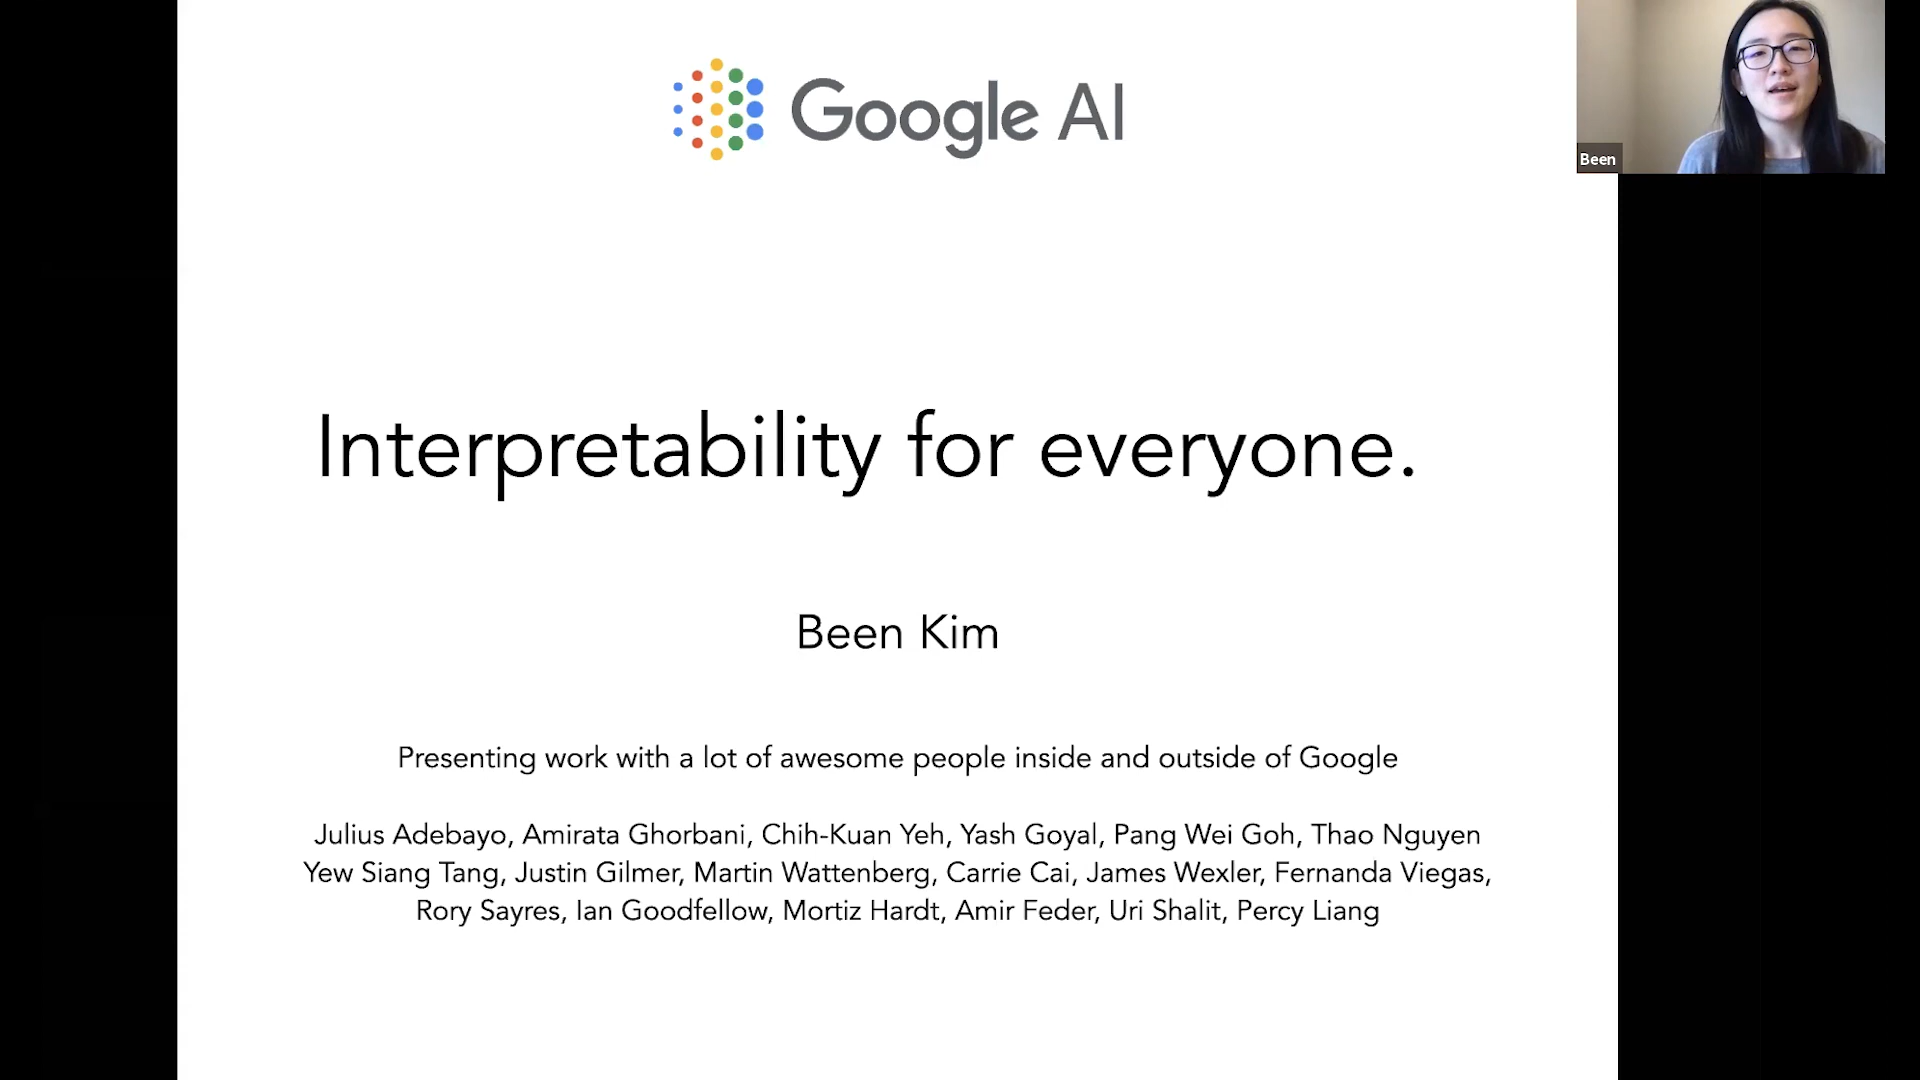 Google AI
Been
Interpretability for everyone.
Been Kim
Presenting work with a lot of awesome people inside and outside of Google
Julius Adebayo, Amirata Ghorbani, Chih-Kuan Yeh, Yash Goyal, Pang Wei Goh, Thao Nguyen
Yew Siang Tang, Justin Gilmer, Martin Wattenberg, Carrie Cai, James Wexler, Fernanda Viegas,
Rory Sayres, Ian Goodfellow, Mortiz Hardt, Amir Feder, Uri Shalit, Percy Liang